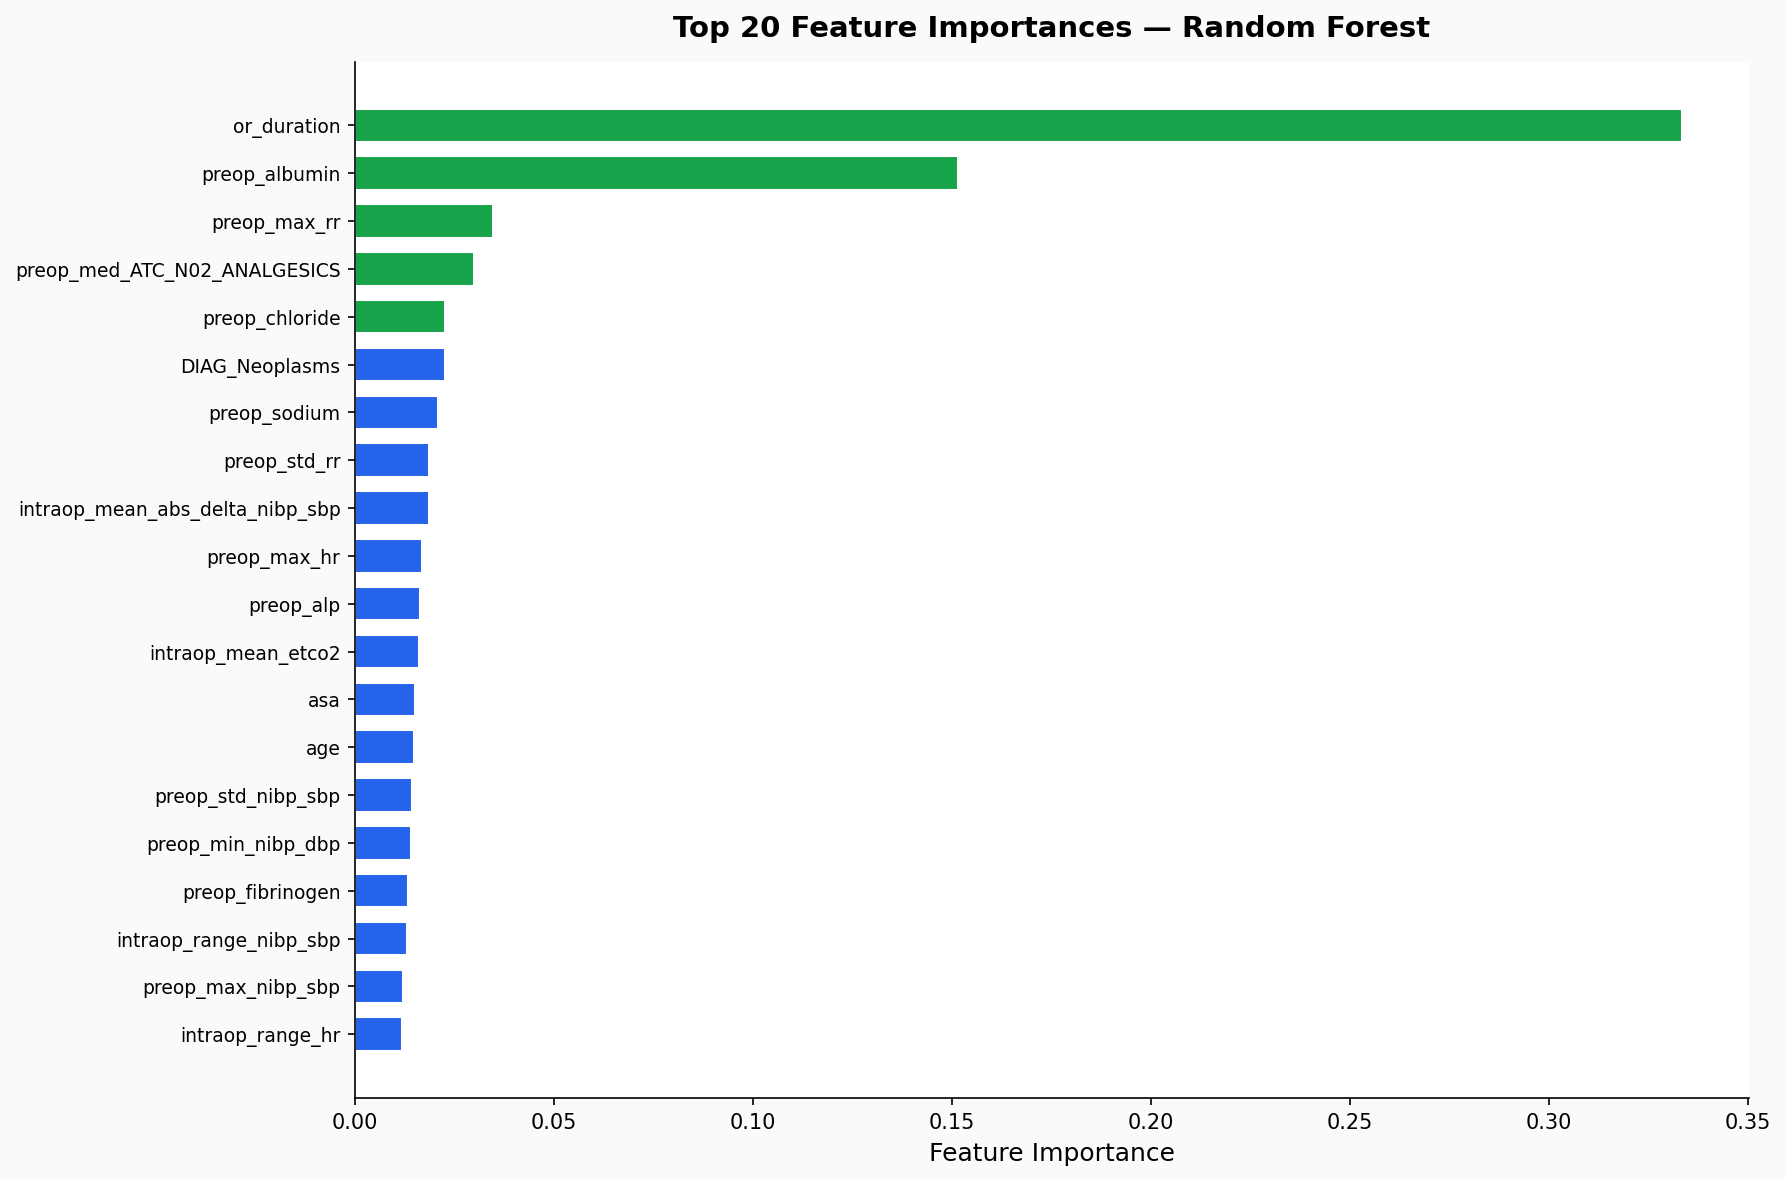 Top 20 Feature Importances — Random Forest
or_duration
preop_albumin
preop_max_rr
preop_med_ATC_N02_ANALGESICS
preop_chloride
DIAG_Neoplasms
preop_sodium
preop_std_rr
intraop_mean_abs_delta_nibp_sbp
preop_max_hr
preop_alp
intraop_mean_etco2
asa
age
preop_std_nibp_sbp
preop_min_nibp_dbp
preop_fibrinogen
intraop_range_nibp_sbp
preop_max_nibp_sbp
intraop_range_hr
0.00 0.05 0.10 0.15 0.20 0.25 0.30 0.35
Feature Importance